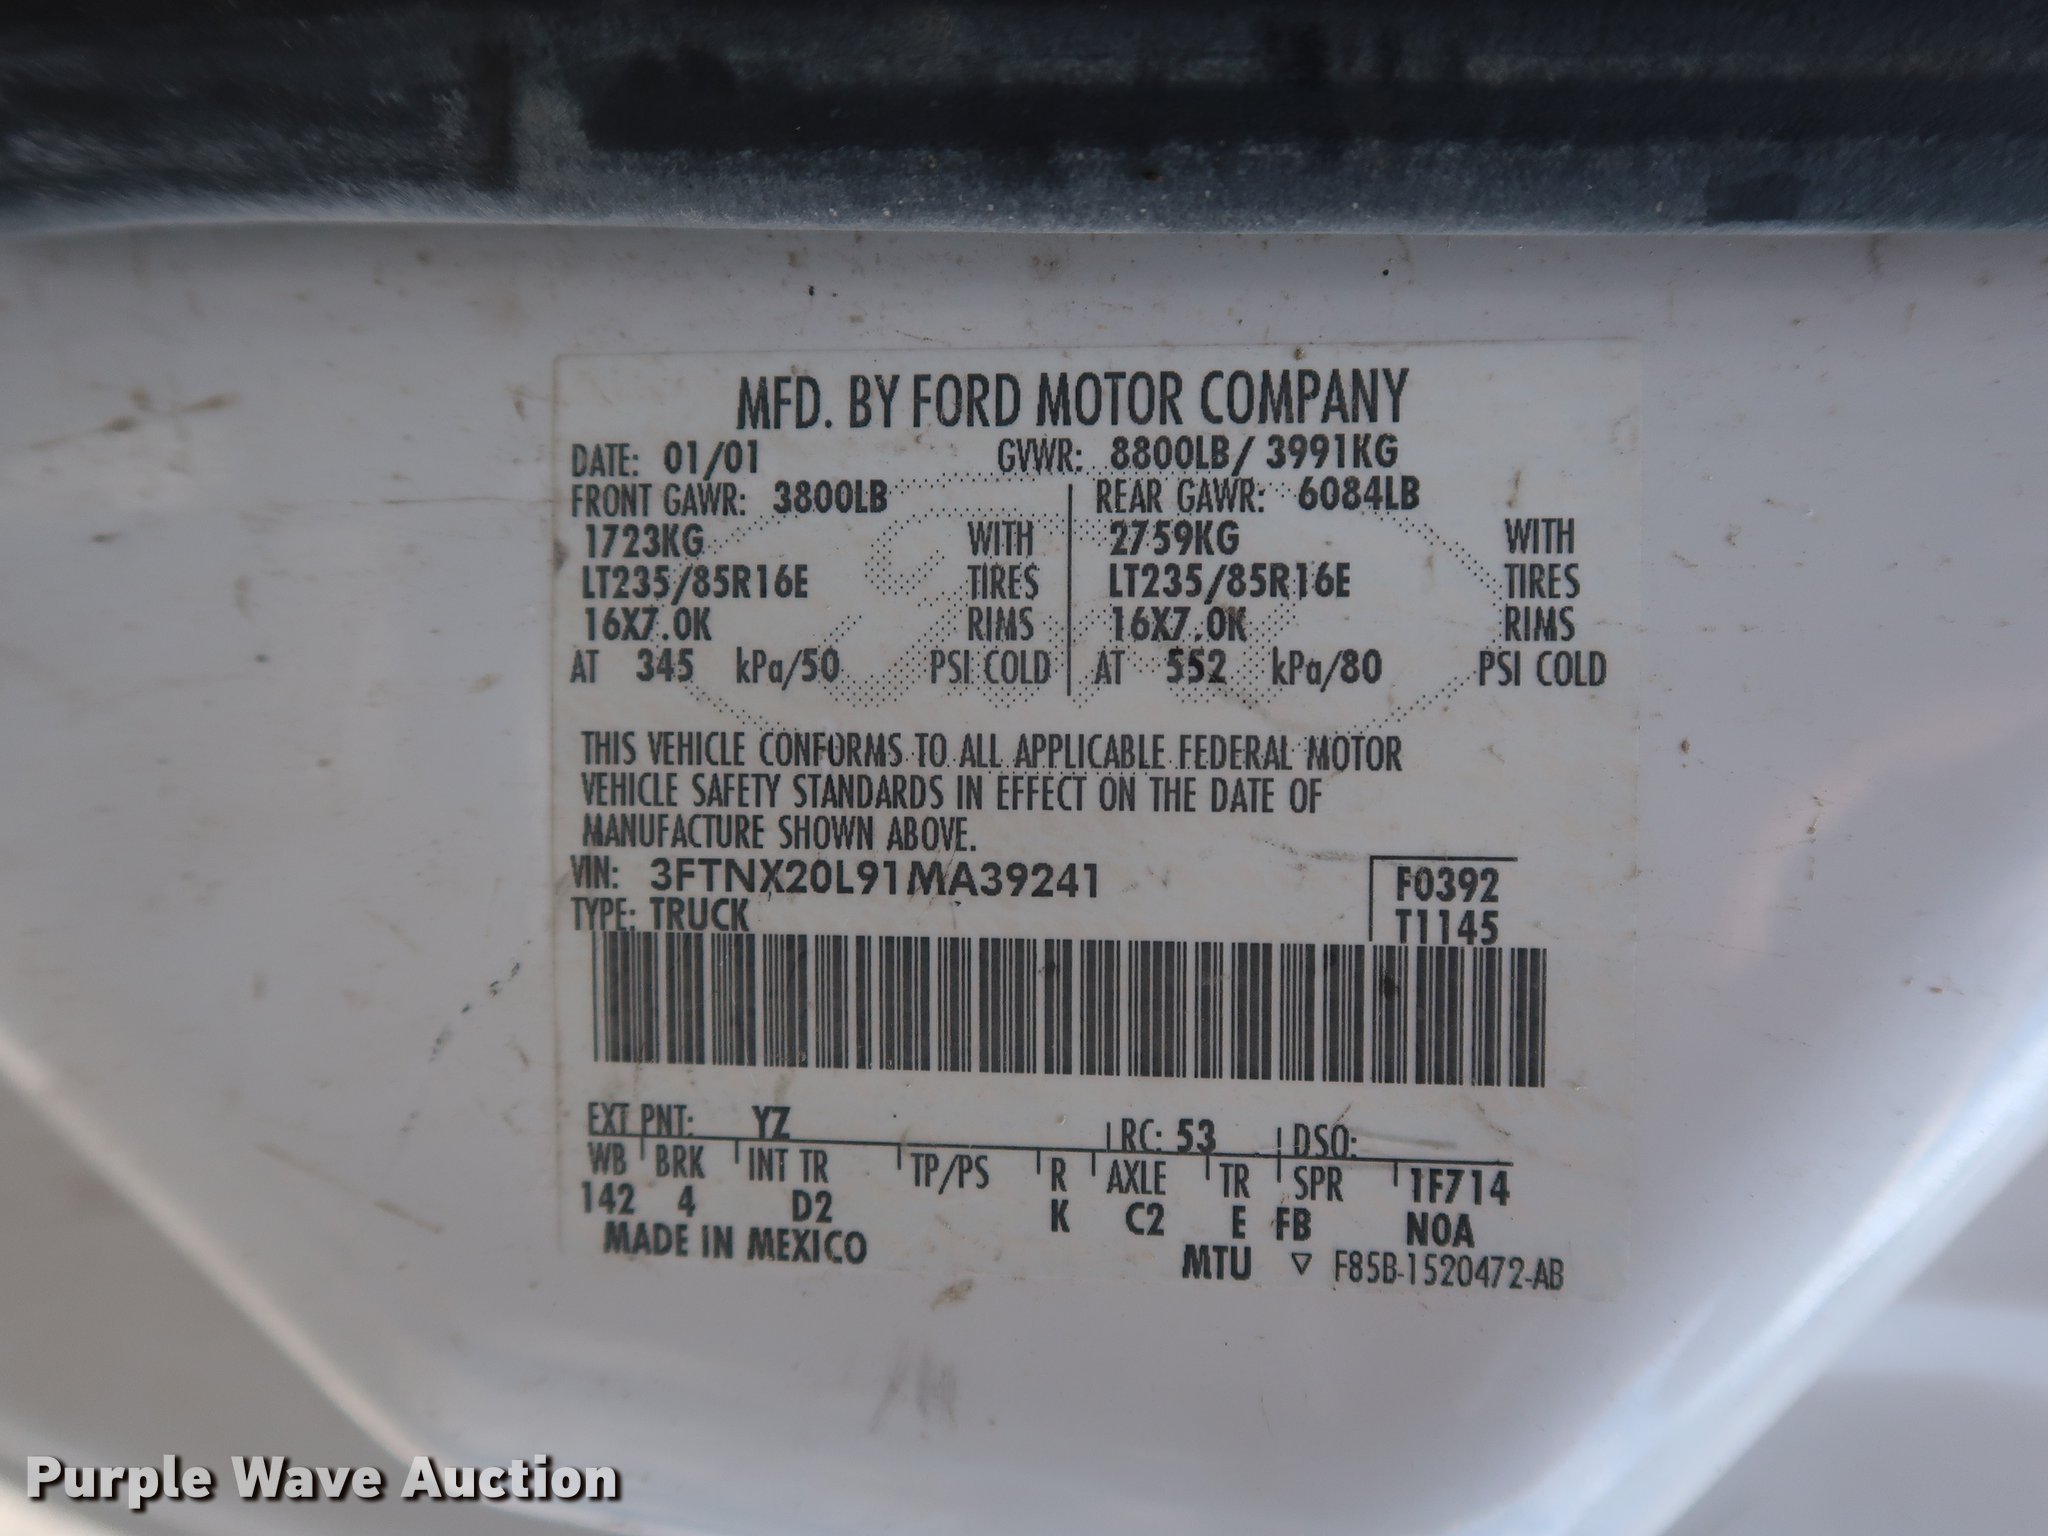 MFD. BY FORD MOTOR COMPANY
DATE: 01/01 GVWR: 8800LB/ 3991KG
FRONT GAWR: 3800LB REAR GAWR: 6084LB
1723KG WITH 2759KG WITH
LT235/85R16E TIRES LT235/85R16E TIRES
16X7.0K RIMS 16X7.0K RIMS
AT 345 kPa/50 PSI COLD AT 552 kPa/80 PSI COLD
THIS VEHICLE CONFORMS TO ALL APPLICABLE FEDERAL MOTOR
VEHICLE SAFETY STANDARDS IN EFFECT ON THE DATE OF
MANUFACTURE SHOWN ABOVE.
VIN: 3FTNX20L91MA39241 F0392
TYPE: TRUCK T1145
EXT PNT: YZ RC: 53 DSO:
WB BRK INT TR TP/PS R AXLE TR SPR 1F714
142 4 D2 K C2 E FB N0A
MADE IN MEXICO MTU ▽ F85B-1520472-AB
Purple Wave Auction